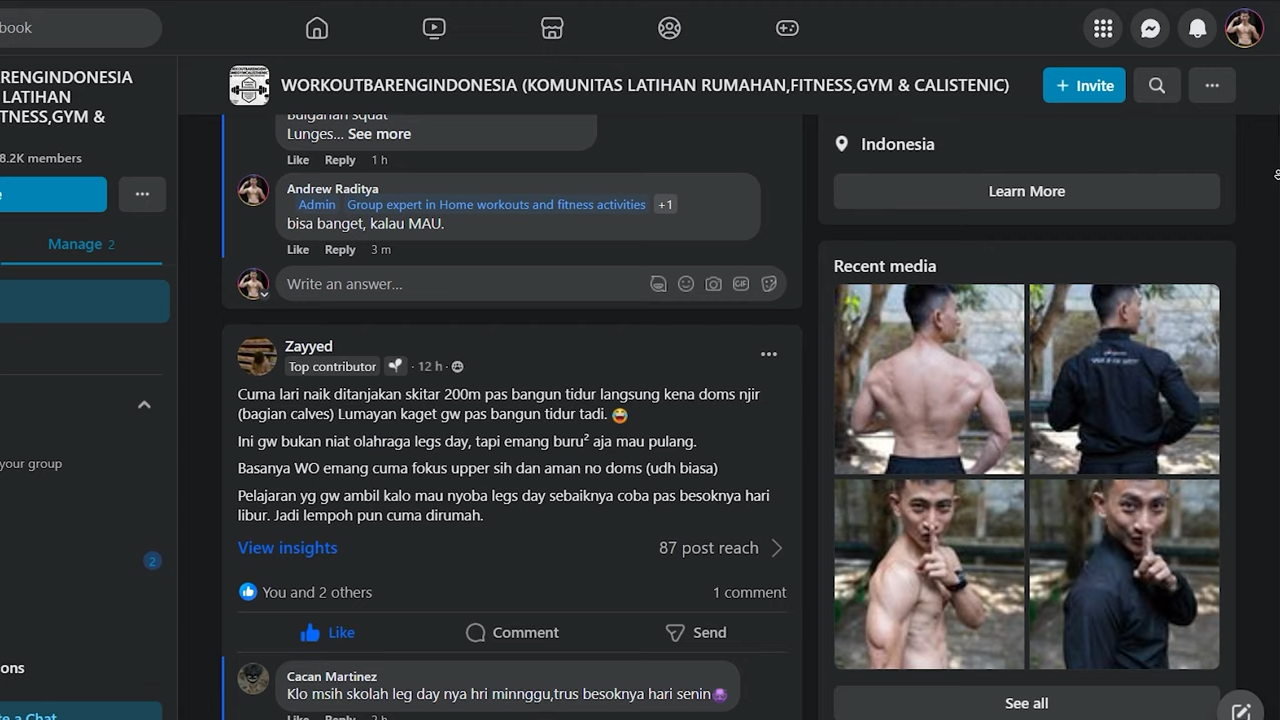 book
RENGINDONESIA
LATIHAN
TNESS,GYM &
8.2K members
e
Manage 2
your group
2
ons
e a Chat
WORKOUTBARENGINDONESIA (KOMUNITAS LATIHAN RUMAHAN,FITNESS,GYM & CALISTENIC)
+ Invite
Bulgarian squat
Lunges... See more
Like Reply 1 h
Andrew Raditya
Admin Group expert in Home workouts and fitness activities +1
bisa banget, kalau MAU.
Like Reply 3 m
Write an answer...
GIF
Zayyed
Top contributor · 12 h ·
Cuma lari naik ditanjakan skitar 200m pas bangun tidur langsung kena doms njir
(bagian calves) Lumayan kaget gw pas bangun tidur tadi. 😂
Ini gw bukan niat olahraga legs day, tapi emang buru² aja mau pulang.
Basanya WO emang cuma fokus upper sih dan aman no doms (udh biasa)
Pelajaran yg gw ambil kalo mau nyoba legs day sebaiknya coba pas besoknya hari
libur. Jadi lempoh pun cuma dirumah.
View insights
87 post reach
You and 2 others
1 comment
Like
Comment
Send
Cacan Martinez
Klo msih skolah leg day nya hri minnggu,trus besoknya hari senin
Like Reply 2 h
Indonesia
Learn More
Recent media
See all